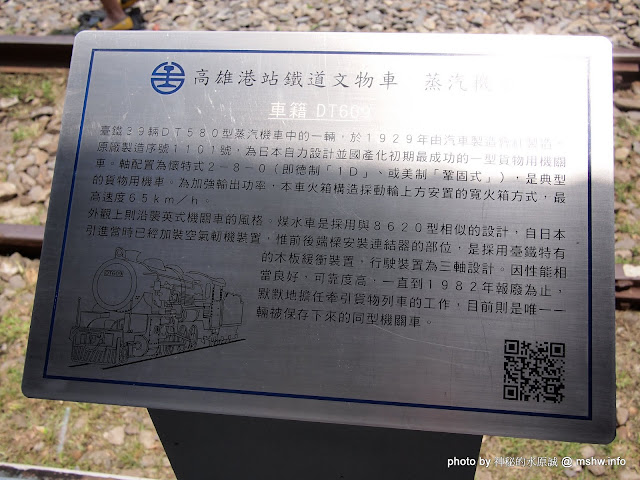 高雄港站鐵道文物車 蒸汽機
車籍 DT609
臺鐵39輛DT580型蒸汽機車中的一輛，於1929年由汽車製造
原廠製造序號1101號，為日本自力設計並國產化初期最成功的一型貨物用機關
車。軸配置為懷特式2-8-0（即德制「1D」、或美制「鞏固式」），是典型
的貨物用機車。為加強輸出功率，本車火箱構造採動輪上方安置的寬火箱方式，最
高速度65km/h。
外觀上則沿襲英式機關車的風格。煤水車是採用與8620型相似的設計，自日本
引進當時已經加裝空氣軔機裝置，惟前後端樑安裝連結器的部位，是採用臺鐵特有
的木板緩衝裝置，行駛裝置為三軸設計。因性能相
當良好，可靠度高，一直到1982年報廢為止，
默默地擔任牽引貨物列車的工作，目前則是唯一一
輛被保存下來的同型機關車。
DT609
photo by 神秘的水原誠 @ mshw.info